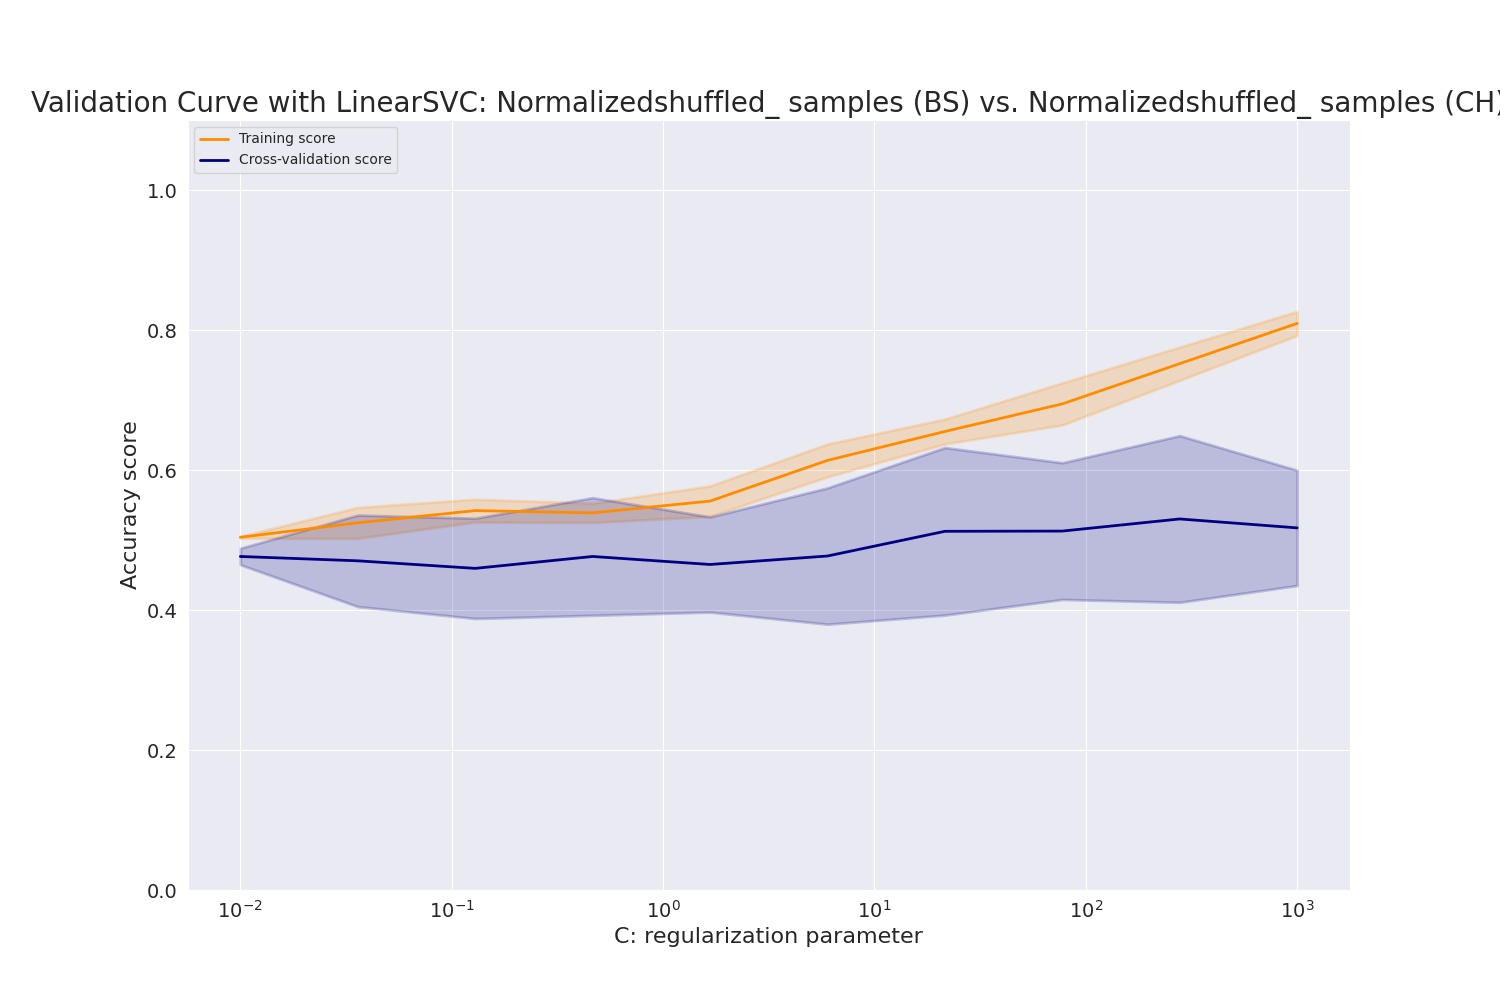 Validation Curve with LinearSVC: Normalizedshuffled_ samples (BS) vs. Normalizedshuffled_ samples (CH)
Training score
Cross-validation score
1.0
0.8
0.6
0.4
0.2
0.0
Accuracy score
10⁻² 10⁻¹ 10⁰ 10¹ 10² 10³
C: regularization parameter